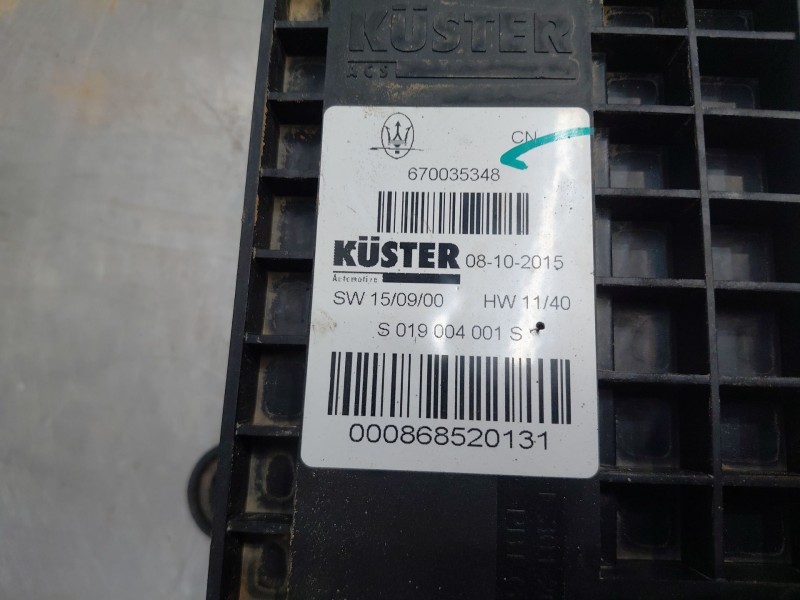 KÜSTER
ACS
CN
670035348
KÜSTER 08-10-2015
Automotive
SW 15/09/00 HW 11/40
S 019 004 001 S
000868520131